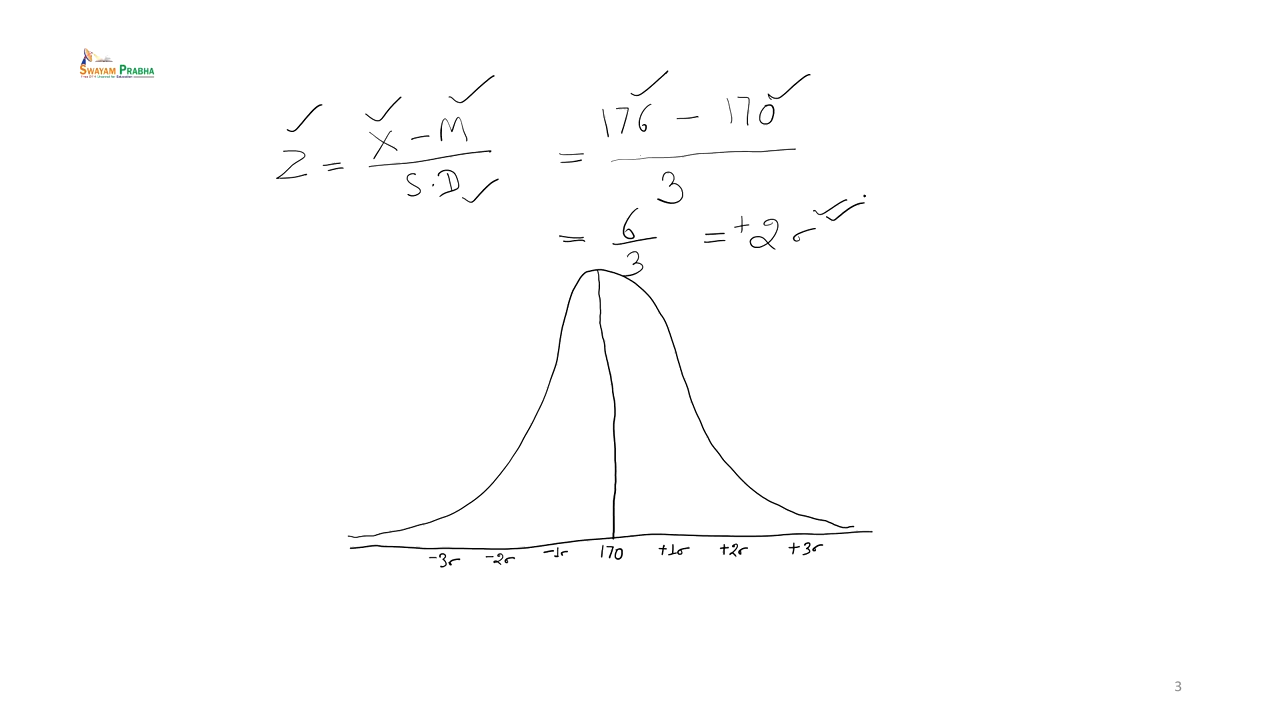 SWAYAM PRABHA
Z = X - M / S.D = 176 - 170 / 3
= 6 / 3 = +2σ
-3σ -2σ -1σ 170 +1σ +2σ +3σ
3